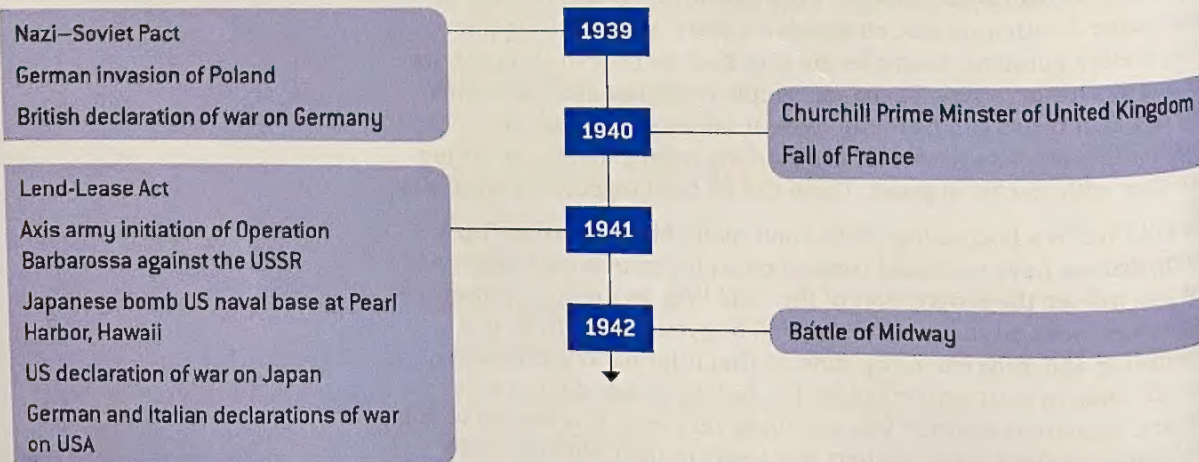 1939
Nazi–Soviet Pact
German invasion of Poland
British declaration of war on Germany
1940
Churchill Prime Minster of United Kingdom
Fall of France
1941
Lend-Lease Act
Axis army initiation of Operation
Barbarossa against the USSR
Japanese bomb US naval base at Pearl
Harbor, Hawaii
US declaration of war on Japan
German and Italian declarations of war
on USA
1942
Battle of Midway